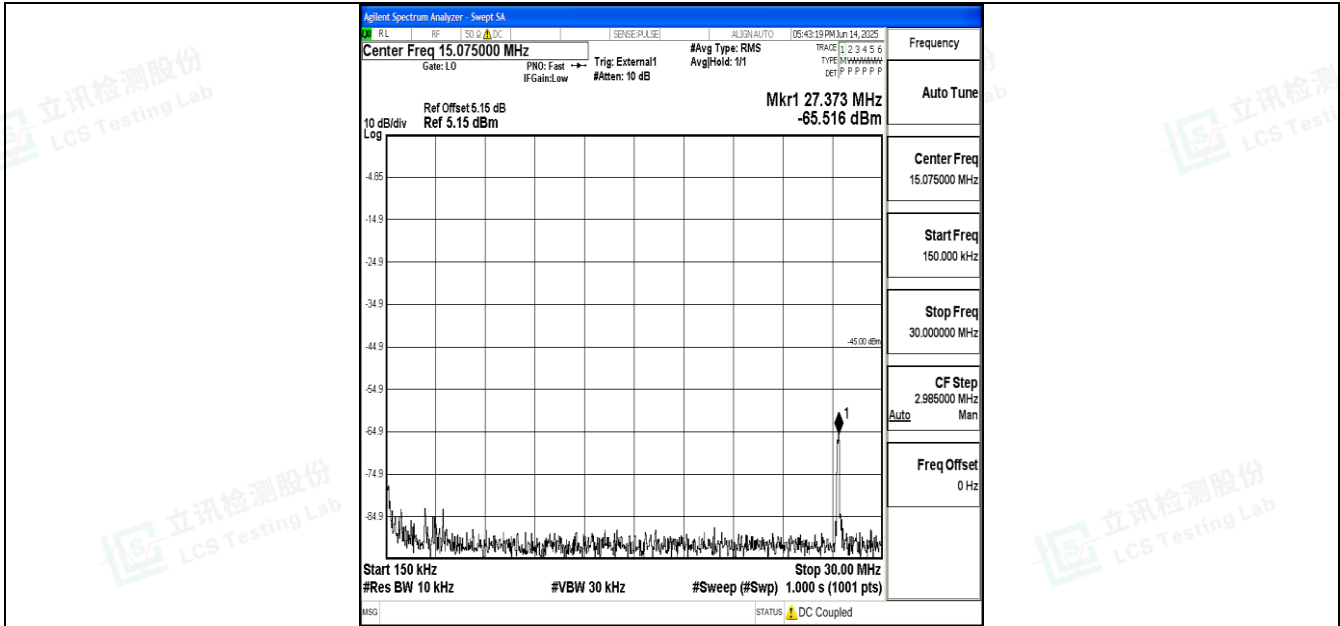 Agilent Spectrum Analyzer - Swept SA
RL RF 50 Ω DC SENSE:PULSE ALIGN AUTO 05:43:19 PM Jun 14, 2025
Center Freq 15.075000 MHz
Gate: LO
PNO: Fast
IFGain:Low
Trig: External1
#Atten: 10 dB
#Avg Type: RMS
Avg|Hold: 1/1
TRACE 1 2 3 4 5 6
TYPE MWWWWW
DET P P P P P P
Mkr1 27.373 MHz
-65.516 dBm
Ref Offset 5.15 dB
10 dB/div Ref 5.15 dBm
Log
-4.85
-14.9
-24.9
-34.9
-44.9
-45.00 dBm
-54.9
1
-64.9
-74.9
-84.9
Start 150 kHz Stop 30.00 MHz
#Res BW 10 kHz #VBW 30 kHz #Sweep (#Swp) 1.000 s (1001 pts)
MSG STATUS DC Coupled
Frequency
Auto Tune
Center Freq
15.075000 MHz
Start Freq
150.000 kHz
Stop Freq
30.000000 MHz
CF Step
2.985000 MHz
Auto Man
Freq Offset
0 Hz
立讯检测股份
LCS Testing Lab
立讯检测
LCS Test
立讯检测股份
LCS Testing Lab
立讯检测股份
LCS Testing Lab